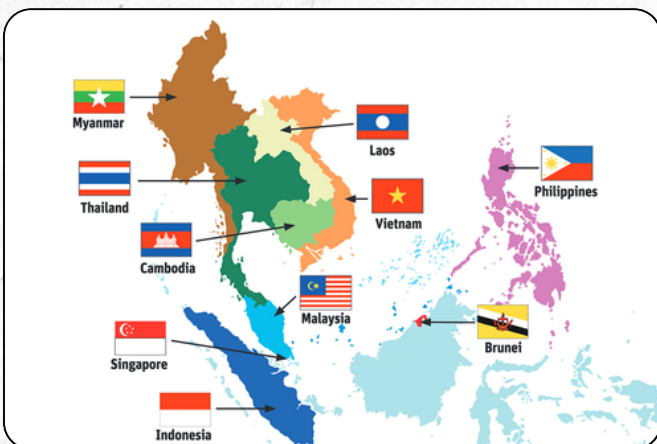 Myanmar
Laos
Thailand
Philippines
Vietnam
Cambodia
Malaysia
Singapore
Brunei
Indonesia